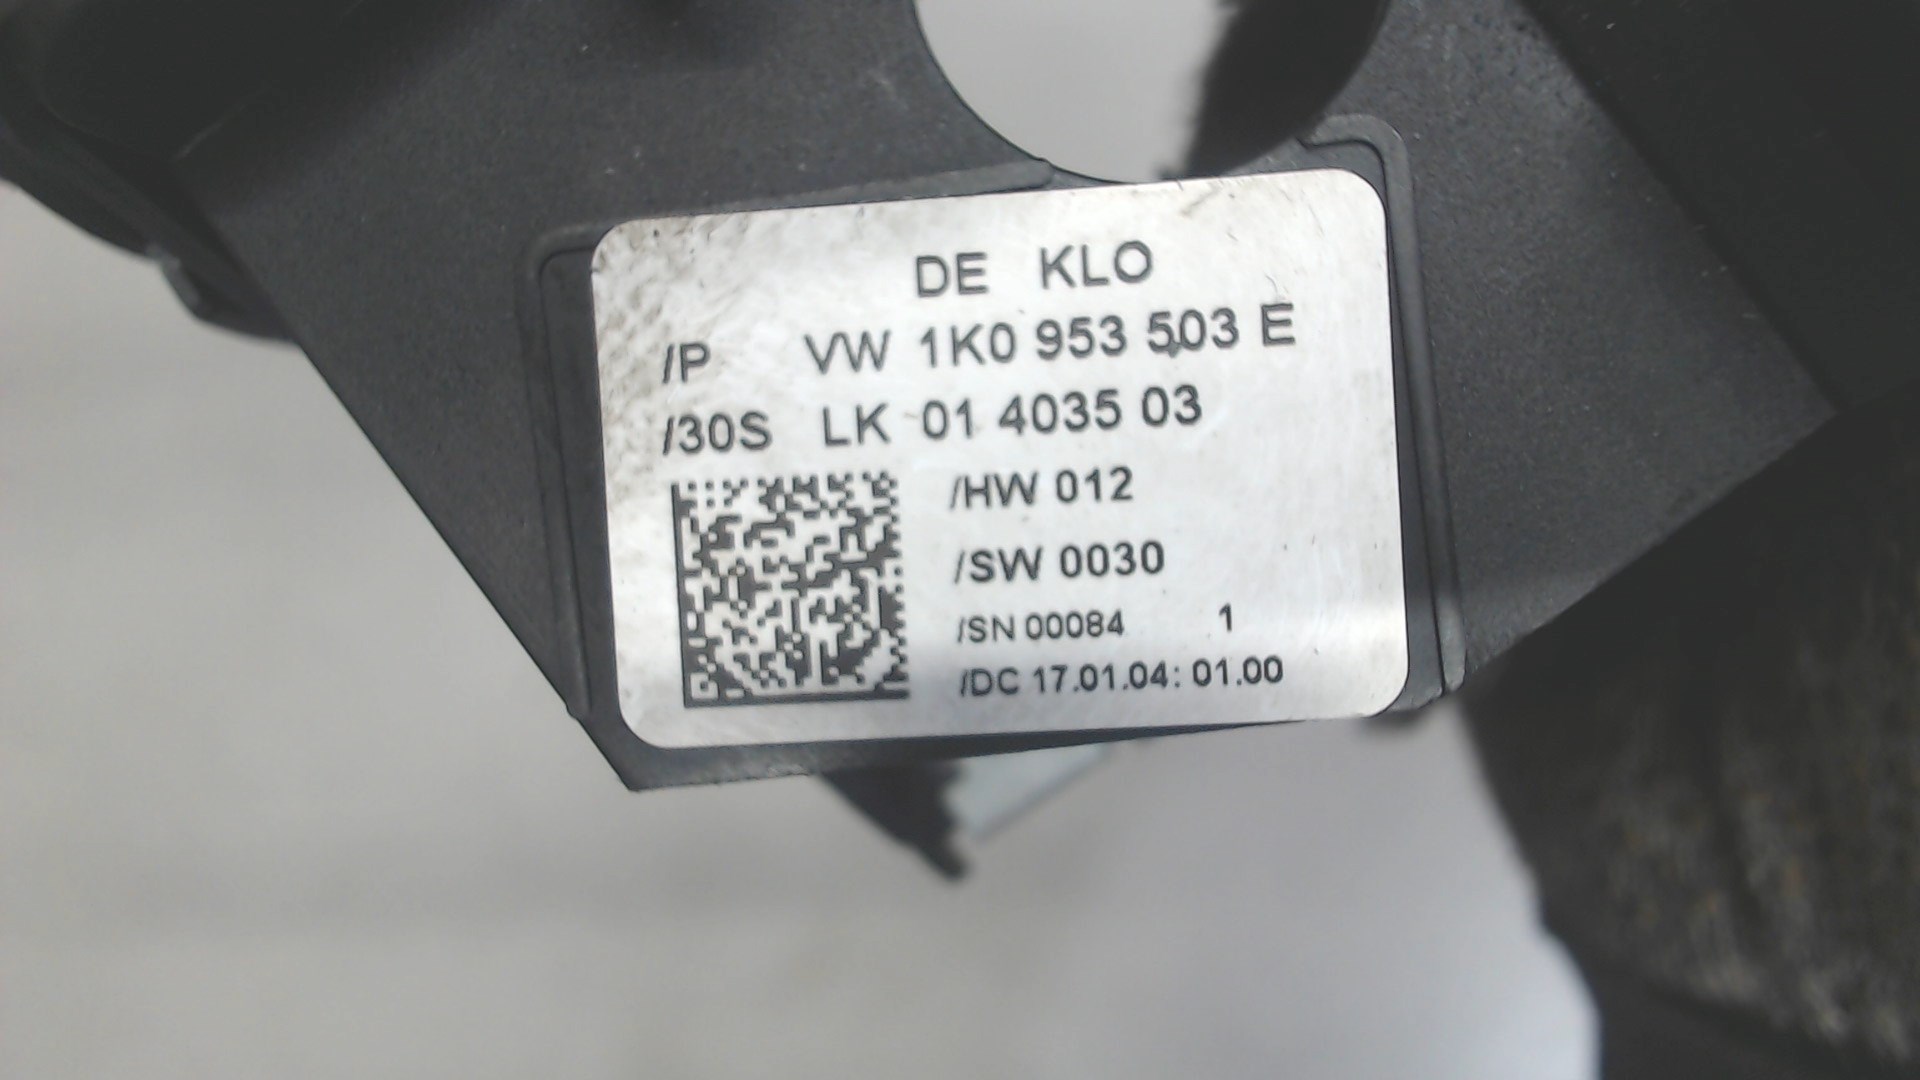 DE KLO
/P VW 1K0 953 503 E
/30S LK 01 4035 03
/HW 012
/SW 0030
/SN 00084 1
/DC 17.01.04: 01.00